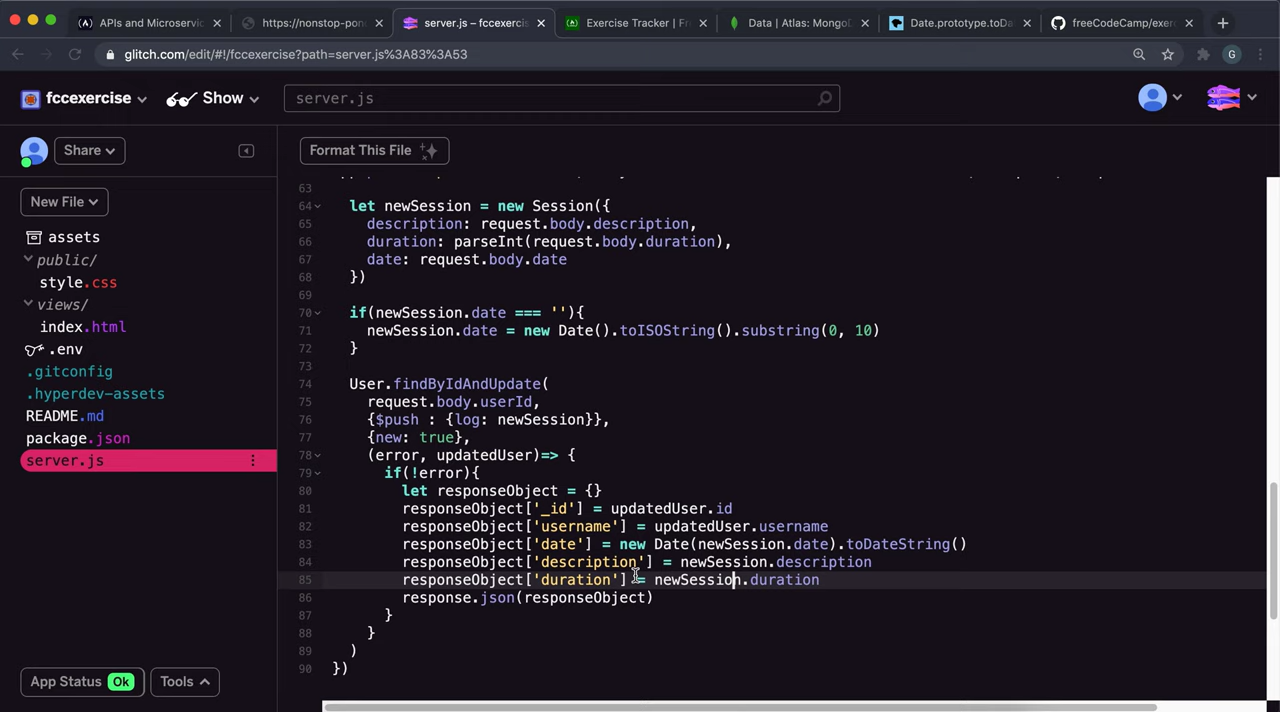 APIs and Microservic
https://nonstop-pon
server.js – fccexercis
Exercise Tracker | Fr
Data | Atlas: MongoD
Date.prototype.toDa
freeCodeCamp/exer
glitch.com/edit/#!/fccexercise?path=server.js%3A83%3A53
G
fccexercise
Show
server.js
Share
Format This File
New File
assets
public/
style.css
views/
index.html
.env
.gitconfig
.hyperdev-assets
README.md
package.json
server.js
App Status Ok
Tools
63
64 let newSession = new Session({
65 description: request.body.description,
66 duration: parseInt(request.body.duration),
67 date: request.body.date
68 })
69
70 if(newSession.date === ''){
71 newSession.date = new Date().toISOString().substring(0, 10)
72 }
73
74 User.findByIdAndUpdate(
75 request.body.userId,
76 {$push : {log: newSession}},
77 {new: true},
78 (error, updatedUser)=> {
79 if(!error){
80 let responseObject = {}
81 responseObject['_id'] = updatedUser.id
82 responseObject['username'] = updatedUser.username
83 responseObject['date'] = new Date(newSession.date).toDateString()
84 responseObject['description'] = newSession.description
85 responseObject['duration'] = newSession.duration
86 response.json(responseObject)
87 }
88 }
89 )
90 })